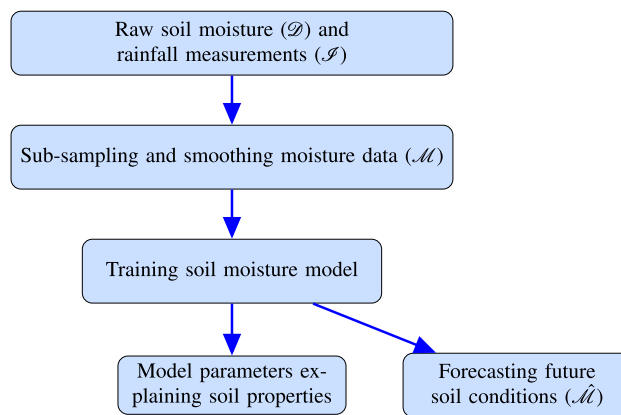 Raw soil moisture (𝒟) and
rainfall measurements (ℐ)
Sub-sampling and smoothing moisture data (ℳ)
Training soil moisture model
Model parameters ex-
plaining soil properties
Forecasting future
soil conditions (ℳ̂)